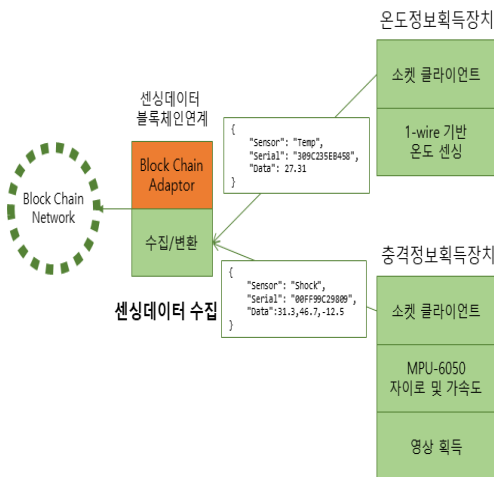 온도정보획득장치
소켓 클라이언트
1-wire 기반
온도 센싱
센싱데이터
블록체인연계
{
"Sensor": "Temp",
"Serial": "309C235EB458",
"Data": 27.31
}
Block Chain
Adaptor
Block Chain
Network
수집/변환
충격정보획득장치
{
"Sensor": "Shock",
"Serial": "00FF99C29809",
"Data":31.3,46.7,-12.5
}
센싱데이터 수집
소켓 클라이언트
MPU-6050
자이로 및 가속도
영상 획득